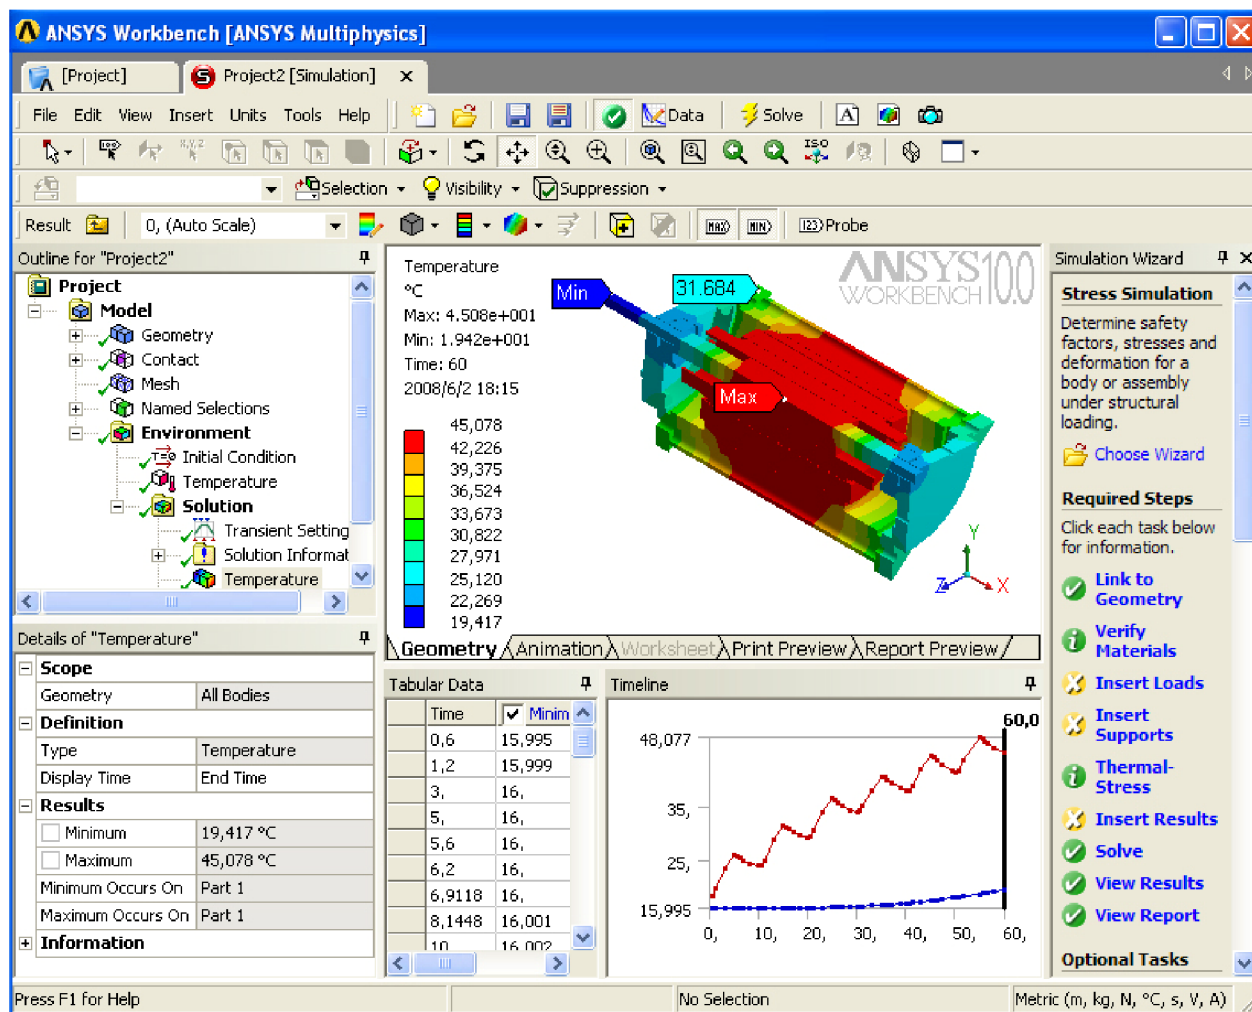 ANSYS Workbench [ANSYS Multiphysics]
[Project]
Project2 [Simulation]
File Edit View Insert Units Tools Help
Data
Solve
A
ISO
Selection
Visibility
Suppression
Result
0, (Auto Scale)
MAX
MIN
123
Probe
Outline for "Project2"
Project
Model
Geometry
Contact
Mesh
Named Selections
Environment
Initial Condition
Temperature
Solution
Transient Setting
Solution Informat
Temperature
Details of "Temperature"
Scope
Geometry All Bodies
Definition
Type Temperature
Display Time End Time
Results
Minimum 19,417 °C
Maximum 45,078 °C
Minimum Occurs On Part 1
Maximum Occurs On Part 1
Information
Temperature
°C
Max: 4.508e+001
Min: 1.942e+001
Time: 60
2008/6/2 18:15
45,078
42,226
39,375
36,524
33,673
30,822
27,971
25,120
22,269
19,417
Min
31.684
Max
ANSYS 10.0
WORKBENCH
Y
Z
X
Geometry Animation Worksheet Print Preview Report Preview
Tabular Data
Time Minim
0,6 15,995
1,2 15,999
3, 16,
5, 16,
5,6 16,
6,2 16,
6,9118 16,
8,1448 16,001
10 16,002
Timeline
60,0
48,077
35,
25,
15,995
0, 10, 20, 30, 40, 50, 60,
Simulation Wizard
Stress Simulation
Determine safety
factors, stresses and
deformation for a
body or assembly
under structural
loading.
Choose Wizard
Required Steps
Click each task below
for information.
Link to
Geometry
Verify
Materials
Insert Loads
Insert
Supports
Thermal-
Stress
Insert Results
Solve
View Results
View Report
Optional Tasks
Press F1 for Help
No Selection
Metric (m, kg, N, °C, s, V, A)